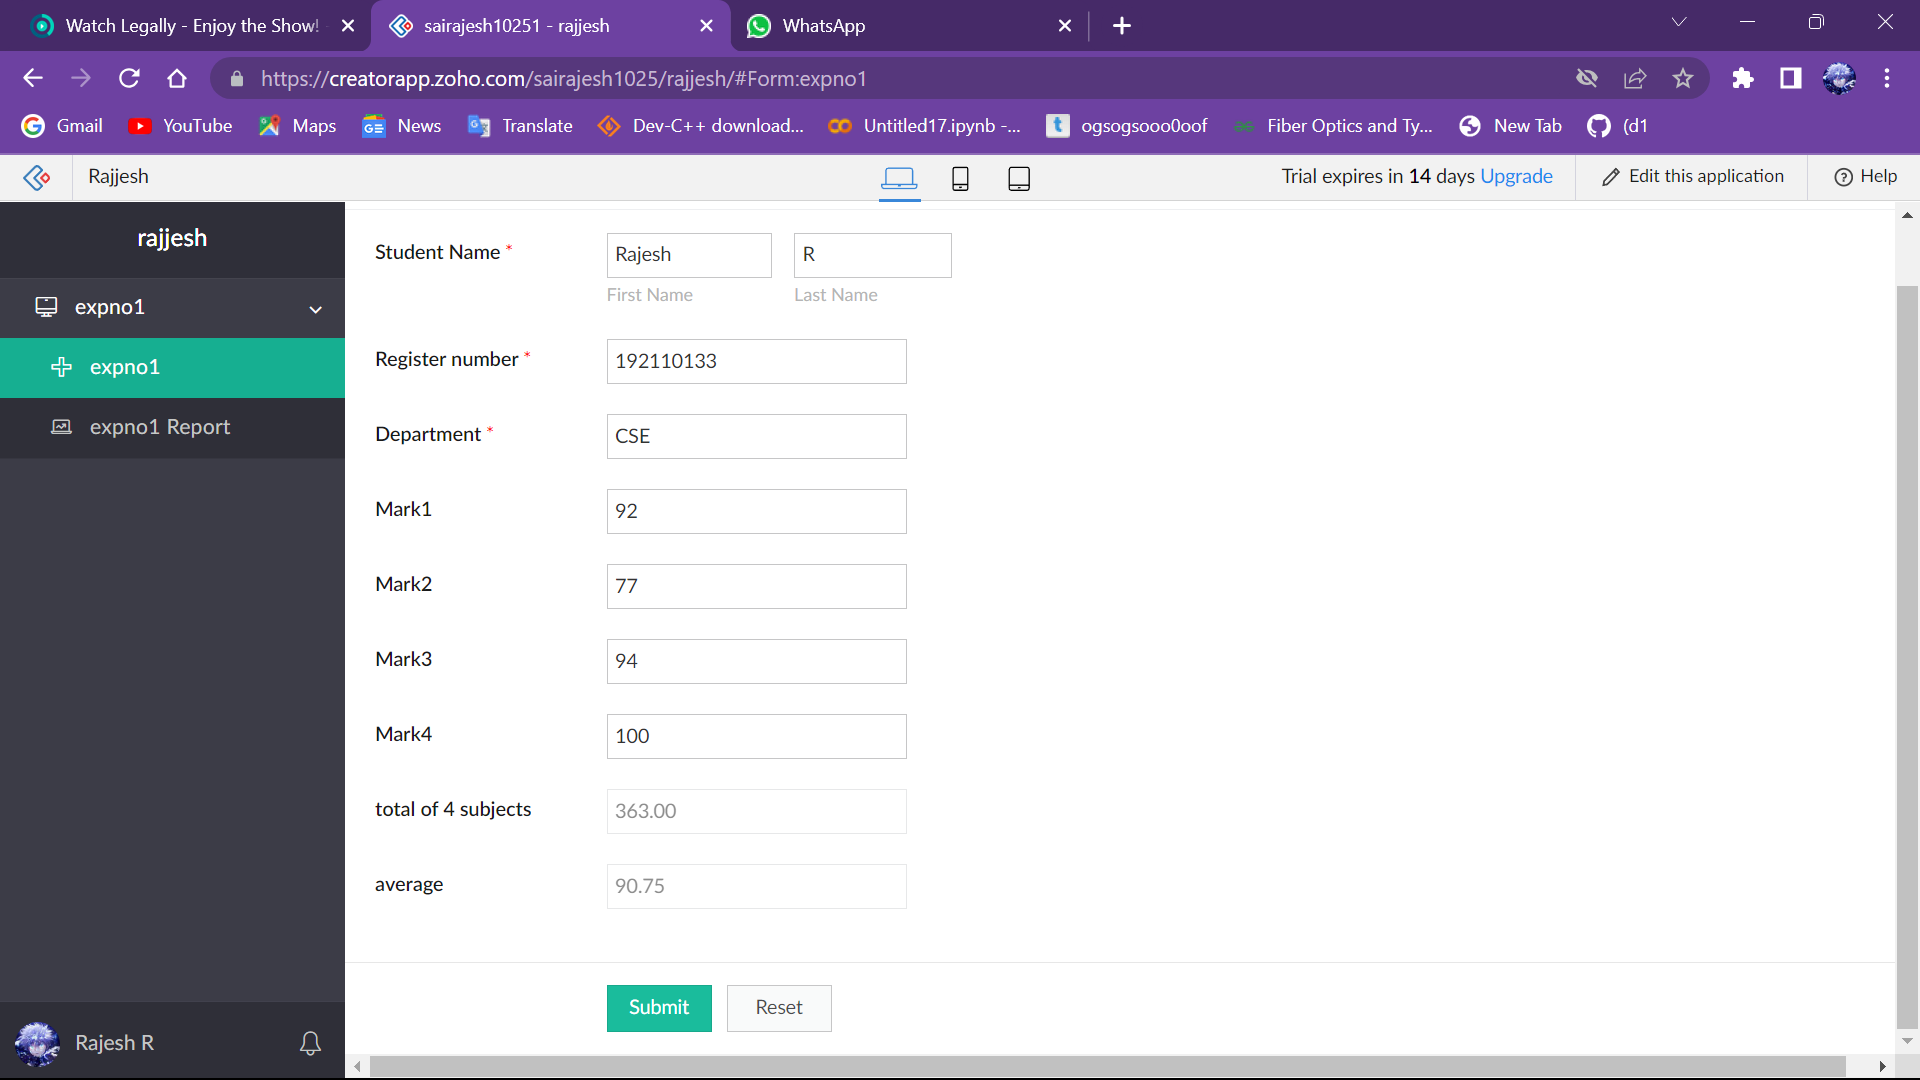 Watch Legally - Enjoy the Show!
sairajesh10251 - rajjesh
WhatsApp
https://creatorapp.zoho.com/sairajesh1025/rajjesh/#Form:expno1
Gmail
YouTube
Maps
News
Translate
Dev-C++ download...
Untitled17.ipynb -...
ogsogsooo0oof
Fiber Optics and Ty...
New Tab
(d1
Rajjesh
Trial expires in 14 days Upgrade
Edit this application
Help
rajjesh
expno1
expno1
expno1 Report
Student Name *
Rajesh
R
First Name
Last Name
Register number *
192110133
Department *
CSE
Mark1
92
Mark2
77
Mark3
94
Mark4
100
total of 4 subjects
363.00
average
90.75
Submit
Reset
Rajesh R